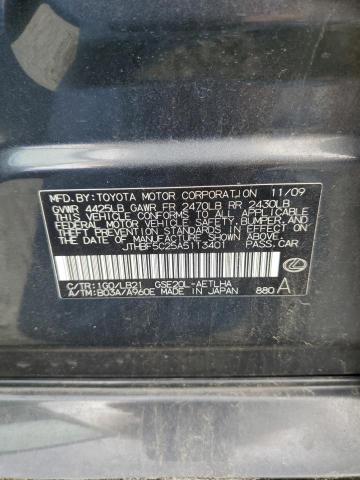 MFD.BY:TOYOTA MOTOR CORPORATION 11/09
GVWR 4425LB GAWR FR 2470LB RR 2430LB
THIS VEHICLE CONFORMS TO ALL APPLICABLE
FEDERAL MOTOR VEHICLE SAFETY, BUMPER, AND
THEFT PREVENTION STANDARDS IN EFFECT ON
THE DATE OF MANUFACTURE SHOWN
ABOVE. JTHBF5C25A5113401 PASS.CAR
C/TR:1G0/LB21 GSE20L-AETLHA
A/TM:B03A/A960E MADE IN JAPAN 880 A